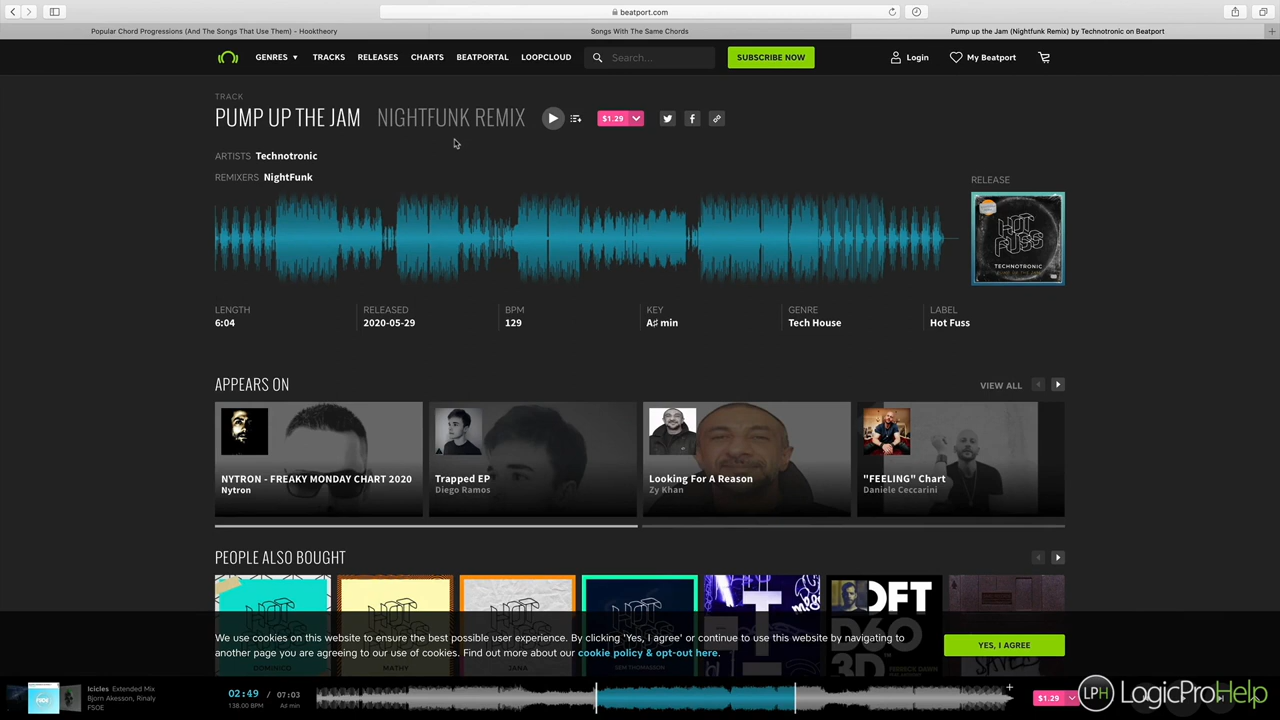 beatport.com
Popular Chord Progressions (And The Songs That Use Them) - Hooktheory
Songs With The Same Chords
Pump up the Jam (Nightfunk Remix) by Technotronic on Beatport
GENRES
TRACKS
RELEASES
CHARTS
BEATPORTAL
LOOPCLOUD
Search...
SUBSCRIBE NOW
Login
My Beatport
TRACK
PUMP UP THE JAM NIGHTFUNK REMIX
$1.29
ARTISTS Technotronic
REMIXERS NightFunk
RELEASE
HOT
FUSS
TECHNOTRONIC
PUMP UP THE JAM
LENGTH
6:04
RELEASED
2020-05-29
BPM
129
KEY
A♯ min
GENRE
Tech House
LABEL
Hot Fuss
APPEARS ON
VIEW ALL
NYTRON - FREAKY MONDAY CHART 2020
Nytron
Trapped EP
Diego Ramos
Looking For A Reason
Zy Khan
"FEELING" Chart
Daniele Ceccarini
PEOPLE ALSO BOUGHT
We use cookies on this website to ensure the best possible user experience. By clicking 'Yes, I agree' or continue to use this website by navigating to
another page you are agreeing to our use of cookies. Find out more about our cookie policy & opt-out here.
YES, I AGREE
Icicles Extended Mix
Bjorn Akesson, Rinaly
FSOE
02:49 / 07:03
138.00 BPM
A♯ min
$1.29
LPH LogicProHelp